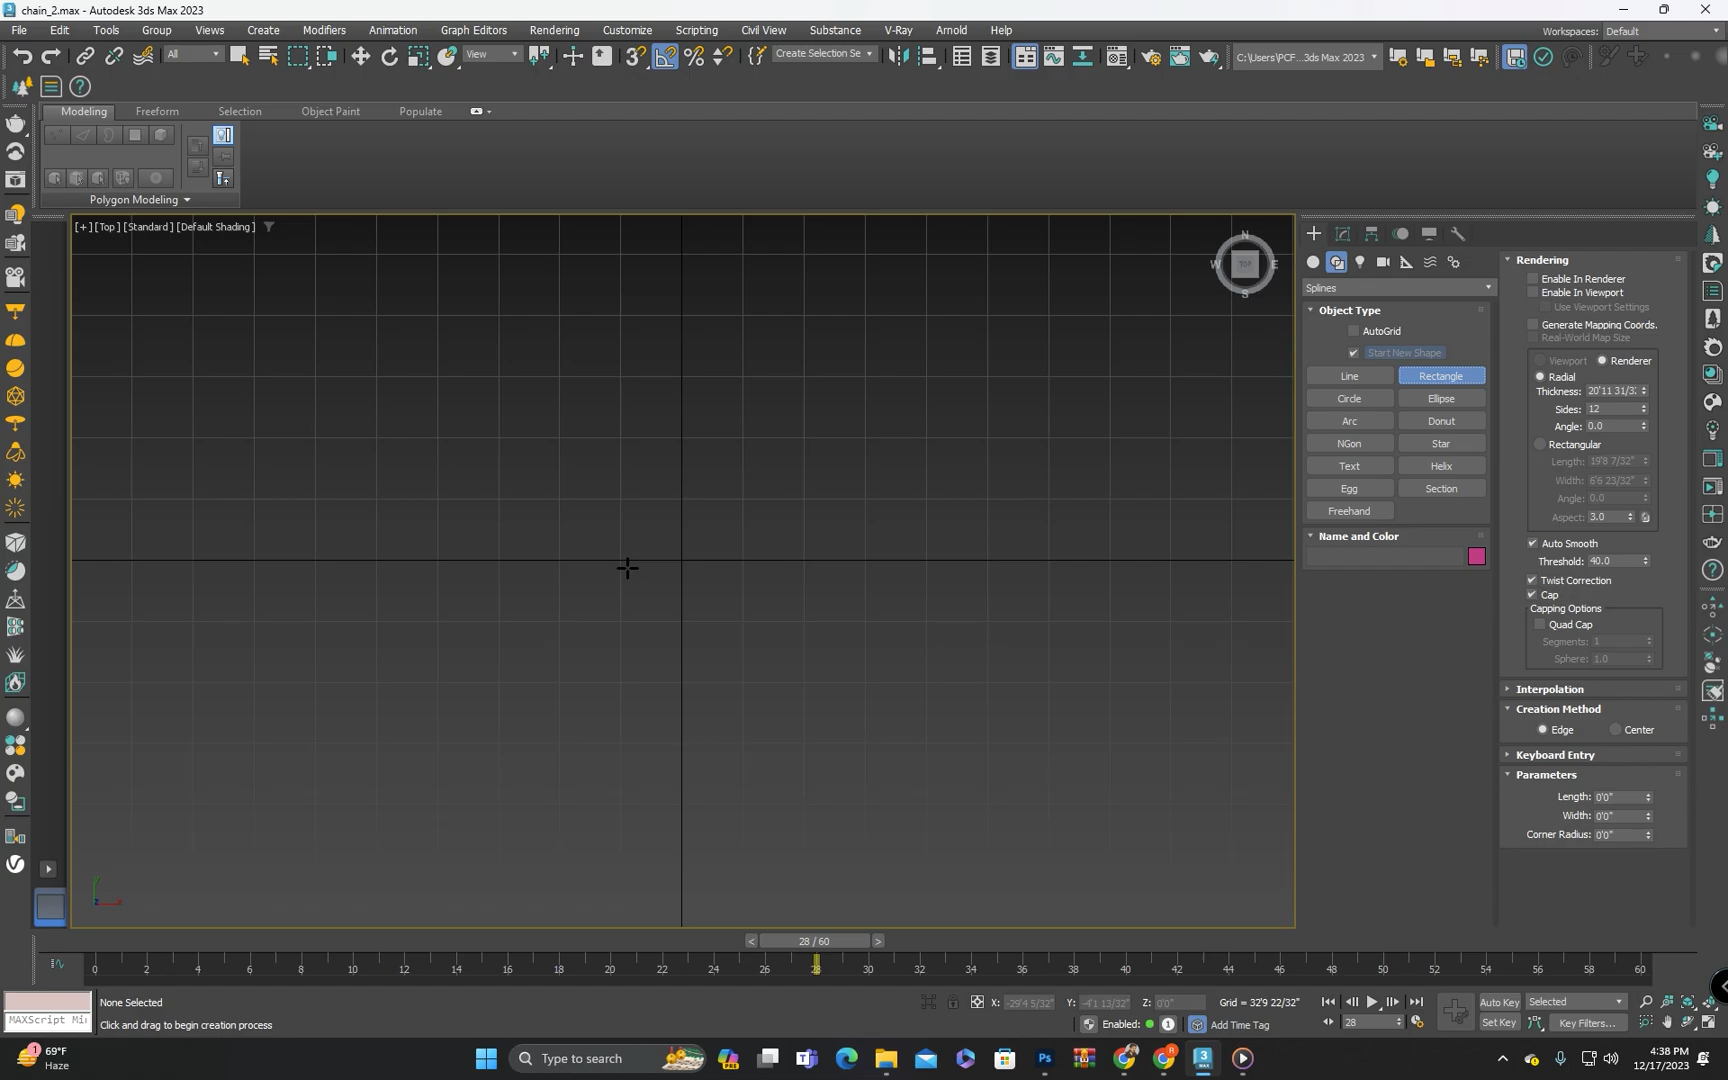 chain_2.max - Autodesk 3ds Max 2023
File Edit Tools Group Views Create Modifiers Animation Graph Editors Rendering Customize Scripting Civil View Substance V-Ray Arnold Help
Workspaces: Default
All View Create Selection Se C:\Users\PCF...3ds Max 2023
Modeling Freeform Selection Object Paint Populate
Polygon Modeling
[+] [Top] [Standard] [Default Shading]
N
W TOP E
S
Splines
Object Type
AutoGrid
Start New Shape
Line Rectangle
Circle Ellipse
Arc Donut
NGon Star
Text Helix
Egg Section
Freehand
Name and Color
Rendering
Enable In Renderer
Enable In Viewport
Use Viewport Settings
Generate Mapping Coords.
Real-World Map Size
Viewport Renderer
Radial
Thickness: 20'11 31/3
Sides: 12
Angle: 0.0
Rectangular
Length: 19'8 7/32"
Width: 6'6 23/32"
Angle: 0.0
Aspect: 3.0
Auto Smooth
Threshold: 40.0
Twist Correction
Cap
Capping Options
Quad Cap
Segments: 1
Sphere: 1.0
Interpolation
Creation Method
Edge Center
Keyboard Entry
Parameters
Length: 0'0"
Width: 0'0"
Corner Radius: 0'0"
y
z x
< 28 / 60 >
0 2 4 6 8 10 12 14 16 18 20 22 24 26 28 30 32 34 36 38 40 42 44 46 48 50 52 54 56 58 60
None Selected X: -29'4 5/32" Y: -4'1 13/32" Z: 0'0" Grid = 32'9 22/32" Auto Key Selected
MAXScript Mi Click and drag to begin creation process Enabled: 1 Add Time Tag 28 Set Key Key Filters...
1 69°F
Haze
Type to search
PRE
3
MAX
Ps
4:38 PM
12/17/2023